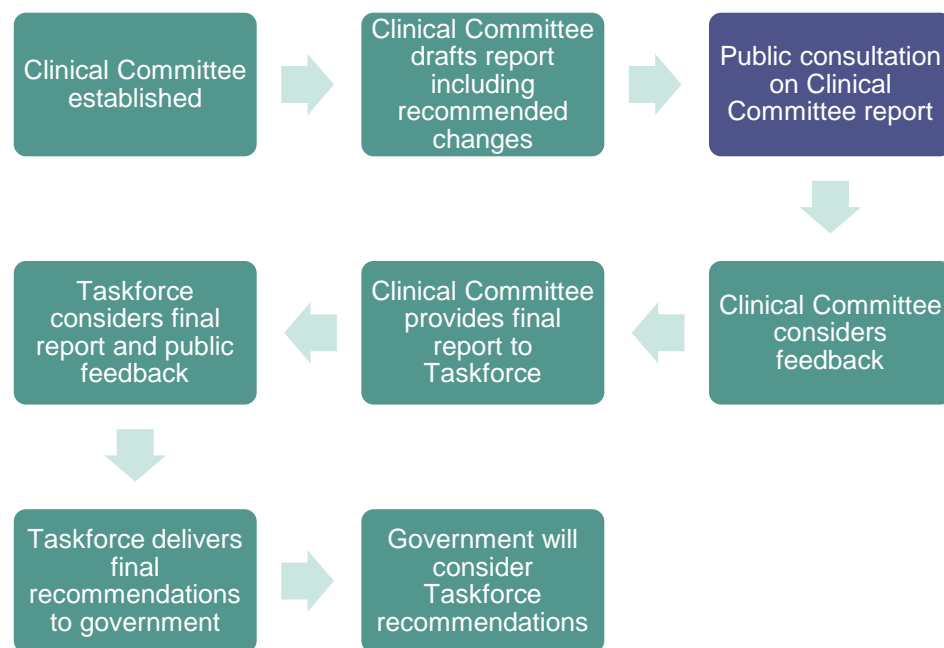 Clinical Committee
established
Clinical Committee
drafts report
including
recommended
changes
Public consultation
on Clinical
Committee report
Clinical Committee
considers
feedback
Clinical Committee
provides final
report to
Taskforce
Taskforce
considers final
report and public
feedback
Taskforce delivers
final
recommendations
to government
Government will
consider
Taskforce
recommendations